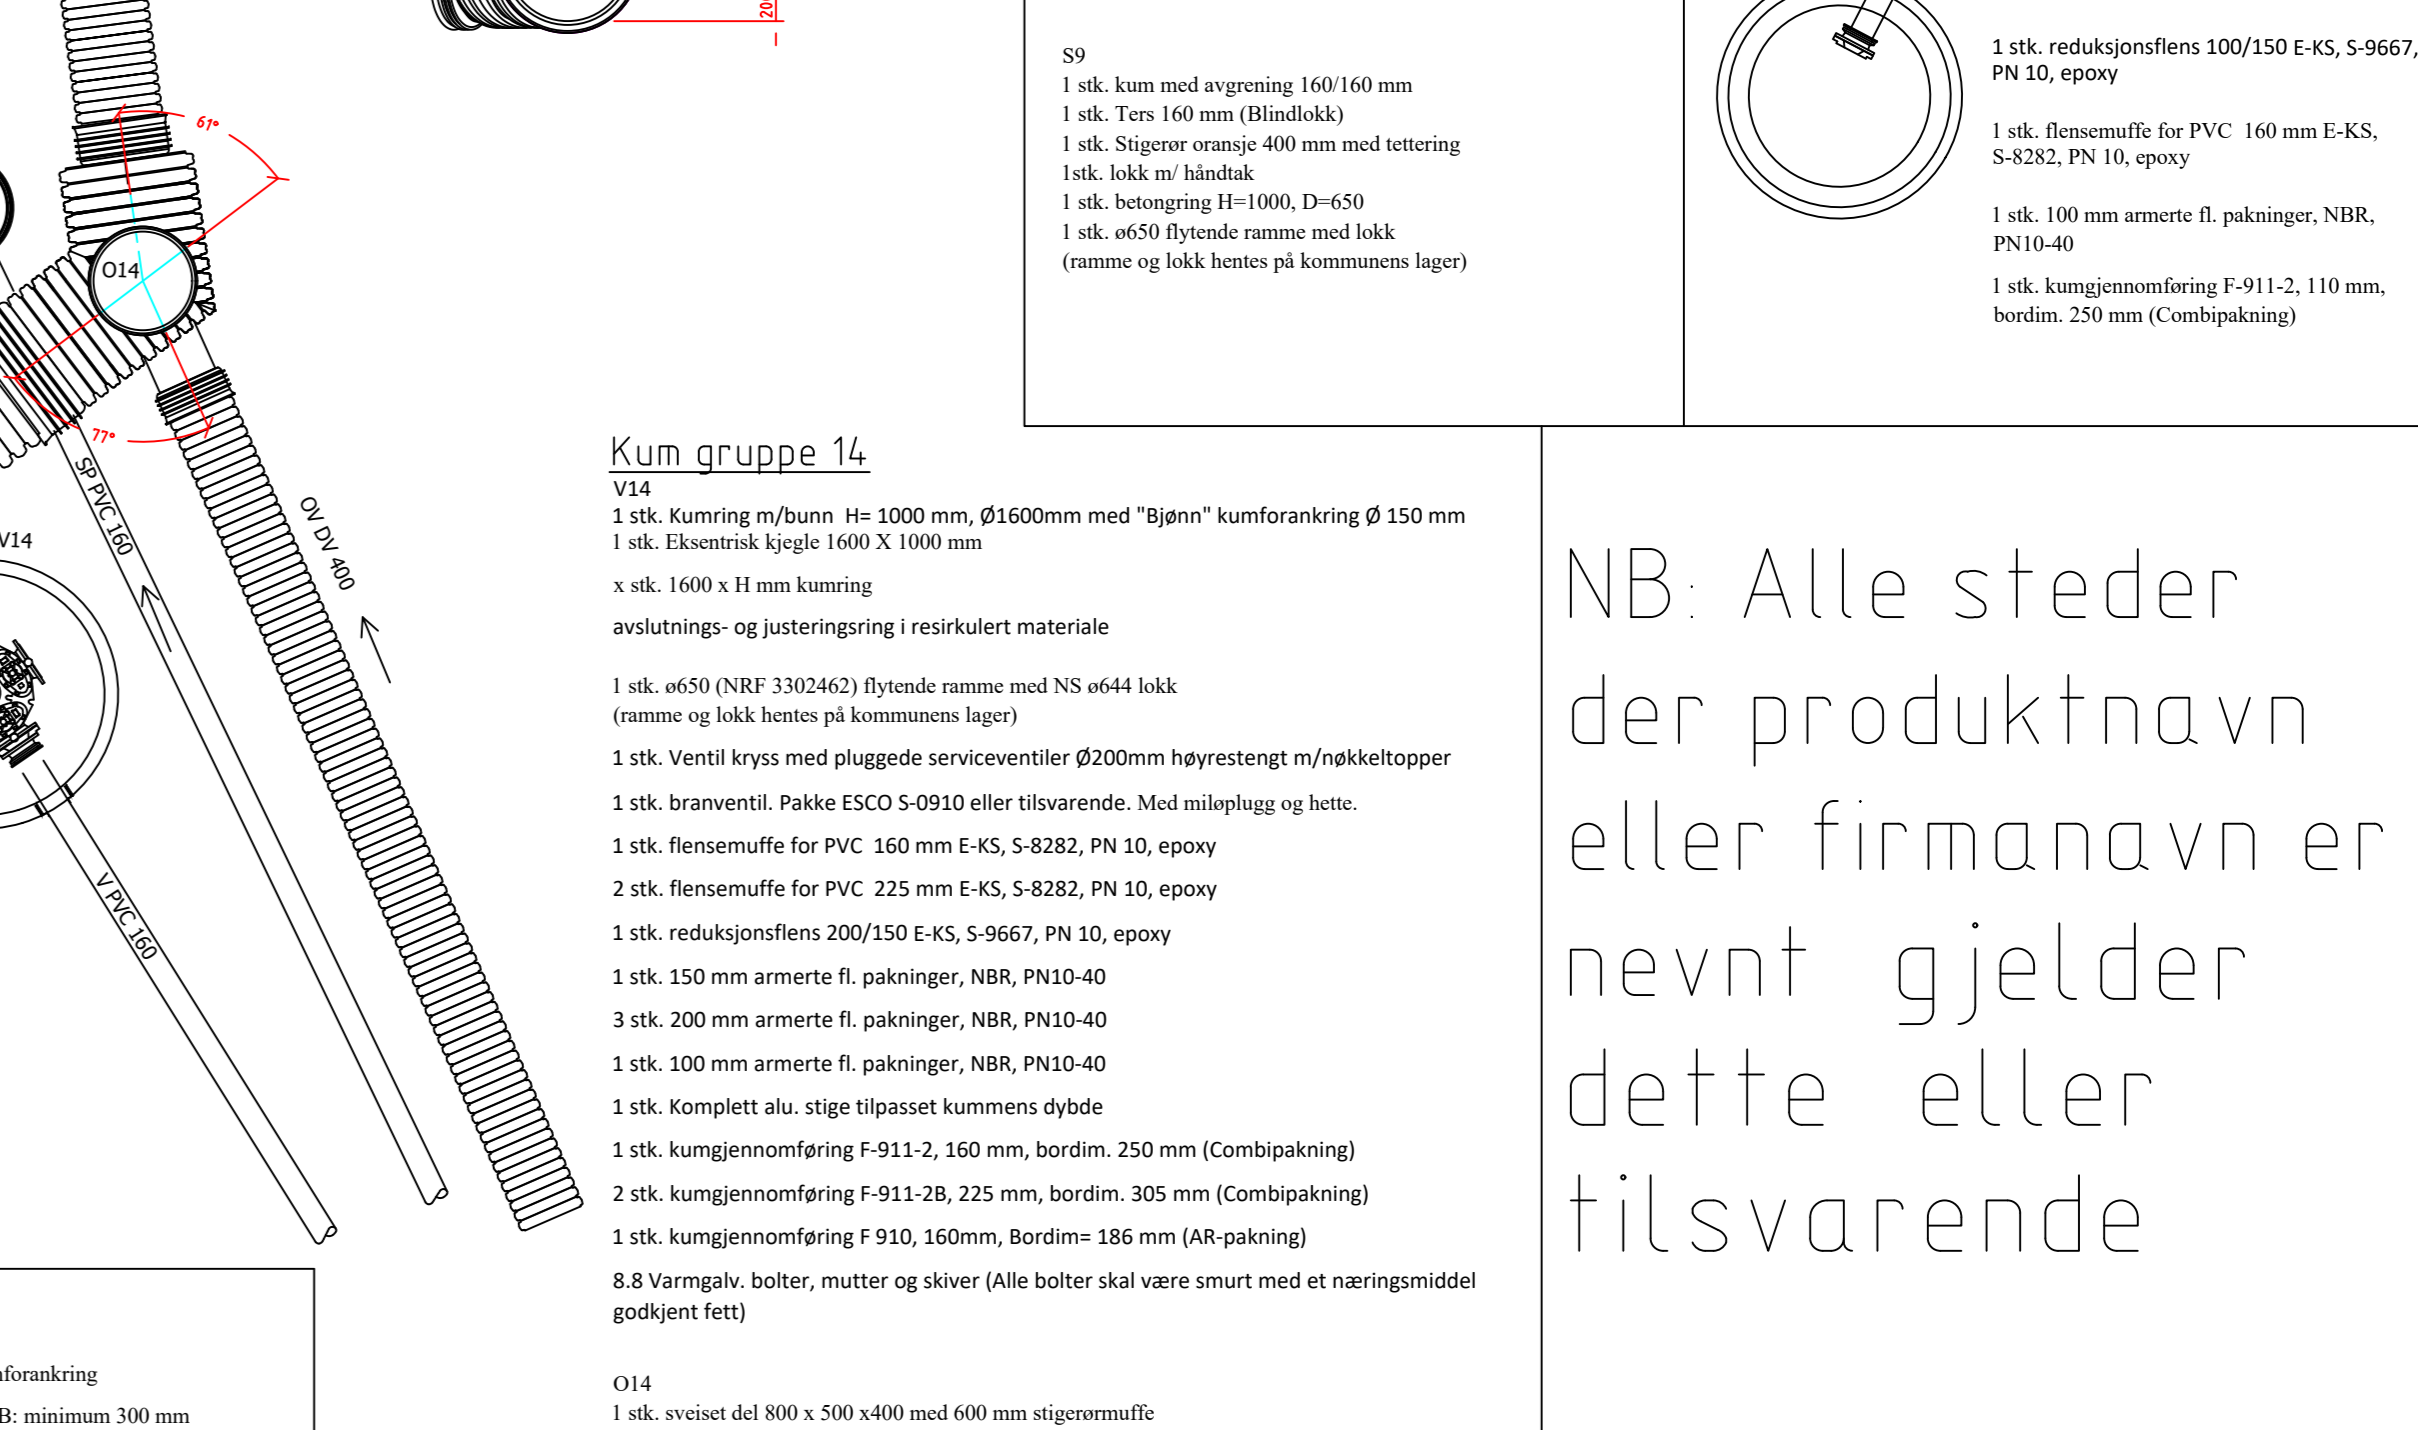 200
61°
O14
77°
SP PVC 160
OV DV 400
V14
V PVC 160
S9
1 stk. kum med avgrening 160/160 mm
1 stk. Ters 160 mm (Blindlokk)
1 stk. Stigerør oransje 400 mm med tettering
1stk. lokk m/ håndtak
1 stk. betongring H=1000, D=650
1 stk. ø650 flytende ramme med lokk
(ramme og lokk hentes på kommunens lager)
1 stk. reduksjonsflens 100/150 E-KS, S-9667,
PN 10, epoxy
1 stk. flensemuffe for PVC  160 mm E-KS,
S-8282, PN 10, epoxy
1 stk. 100 mm armerte fl. pakninger, NBR,
PN10-40
1 stk. kumgjennomføring F-911-2, 110 mm,
bordim. 250 mm (Combipakning)
Kum gruppe 14
V14
1 stk. Kumring m/bunn  H= 1000 mm, Ø1600mm med "Bjønn" kumforankring Ø 150 mm
1 stk. Eksentrisk kjegle 1600 X 1000 mm
x stk. 1600 x H mm kumring
avslutnings- og justeringsring i resirkulert materiale
1 stk. ø650 (NRF 3302462) flytende ramme med NS ø644 lokk
(ramme og lokk hentes på kommunens lager)
1 stk. Ventil kryss med pluggede serviceventiler Ø200mm høyrestengt m/nøkkeltopper
1 stk. branventil. Pakke ESCO S-0910 eller tilsvarende. Med miløplugg og hette.
1 stk. flensemuffe for PVC  160 mm E-KS, S-8282, PN 10, epoxy
2 stk. flensemuffe for PVC  225 mm E-KS, S-8282, PN 10, epoxy
1 stk. reduksjonsflens 200/150 E-KS, S-9667, PN 10, epoxy
1 stk. 150 mm armerte fl. pakninger, NBR, PN10-40
3 stk. 200 mm armerte fl. pakninger, NBR, PN10-40
1 stk. 100 mm armerte fl. pakninger, NBR, PN10-40
1 stk. Komplett alu. stige tilpasset kummens dybde
1 stk. kumgjennomføring F-911-2, 160 mm, bordim. 250 mm (Combipakning)
2 stk. kumgjennomføring F-911-2B, 225 mm, bordim. 305 mm (Combipakning)
1 stk. kumgjennomføring F 910, 160mm, Bordim= 186 mm (AR-pakning)
8.8 Varmgalv. bolter, mutter og skiver (Alle bolter skal være smurt med et næringsmiddel
godkjent fett)
O14
1 stk. sveiset del 800 x 500 x400 med 600 mm stigerørmuffe
NB: Alle steder
der produktnavn
eller firmanavn er
nevnt gjelder
dette eller
tilsvarende
forankring
B: minimum 300 mm